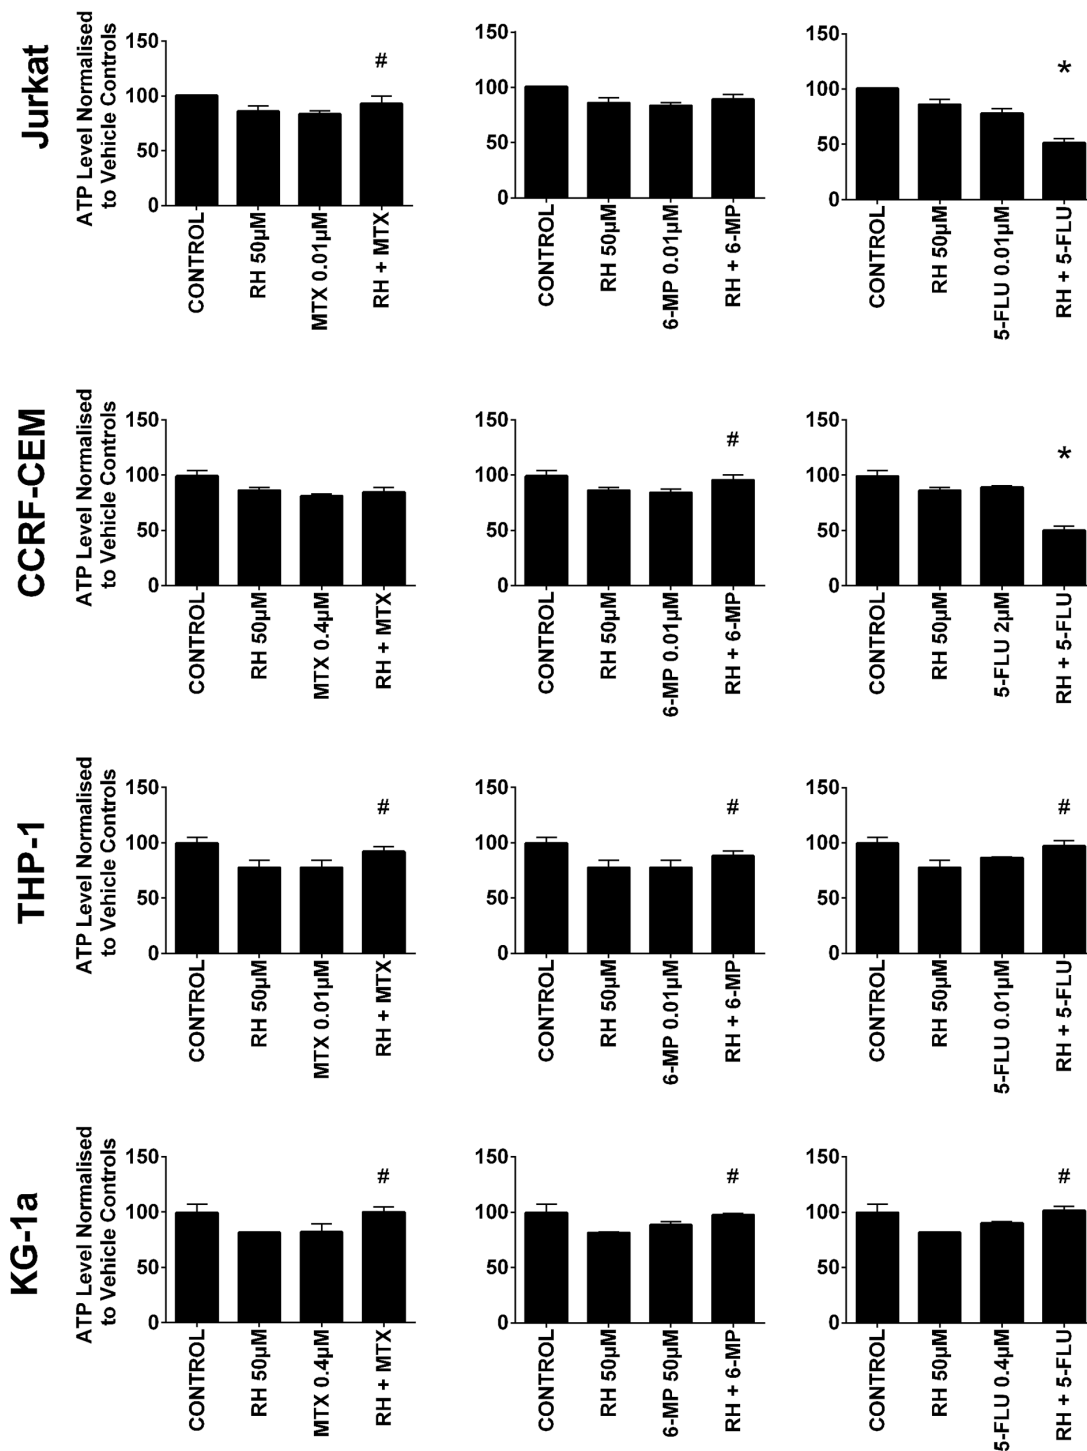 Jurkat
ATP Level Normalised
to Vehicle Controls
150
100
50
0
#
CONTROL
RH 50µM
MTX 0.01µM
RH + MTX
150
100
50
0
CONTROL
RH 50µM
6-MP 0.01µM
RH + 6-MP
150
100
50
0
*
CONTROL
RH 50µM
5-FLU 0.01µM
RH + 5-FLU
CCRF-CEM
ATP Level Normalised
to Vehicle Controls
150
100
50
0
CONTROL
RH 50µM
MTX 0.4µM
RH + MTX
150
100
50
0
#
CONTROL
RH 50µM
6-MP 0.01µM
RH + 6-MP
150
100
50
0
*
CONTROL
RH 50µM
5-FLU 2µM
RH + 5-FLU
THP-1
ATP Level Normalised
to Vehicle Controls
150
100
50
0
#
CONTROL
RH 50µM
MTX 0.01µM
RH + MTX
150
100
50
0
#
CONTROL
RH 50µM
6-MP 0.01µM
RH + 6-MP
150
100
50
0
#
CONTROL
RH 50µM
5-FLU 0.01µM
RH + 5-FLU
KG-1a
ATP Level Normalised
to Vehicle Controls
150
100
50
0
#
CONTROL
RH 50µM
MTX 0.4µM
RH + MTX
150
100
50
0
#
CONTROL
RH 50µM
6-MP 50µM
RH + 6-MP
150
100
50
0
#
CONTROL
RH 50µM
5-FLU 0.4µM
RH + 5-FLU